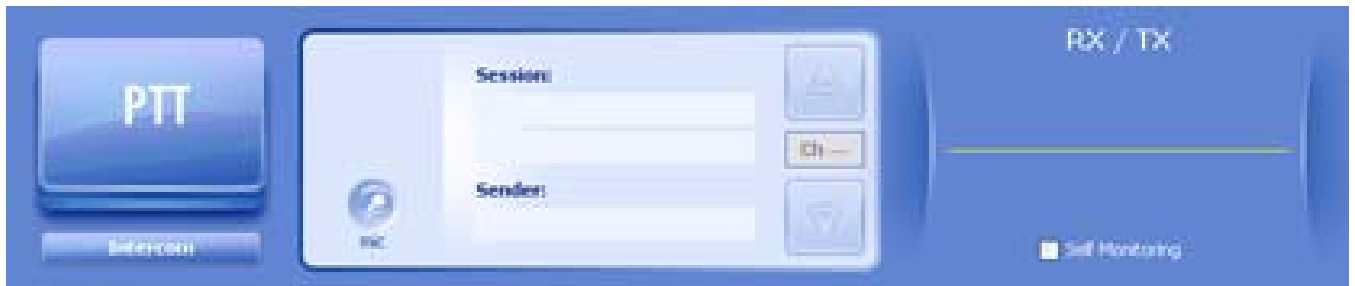 PTT
Intercom
Session:
Sender:
Ch ---
RX / TX
Self Monitoring